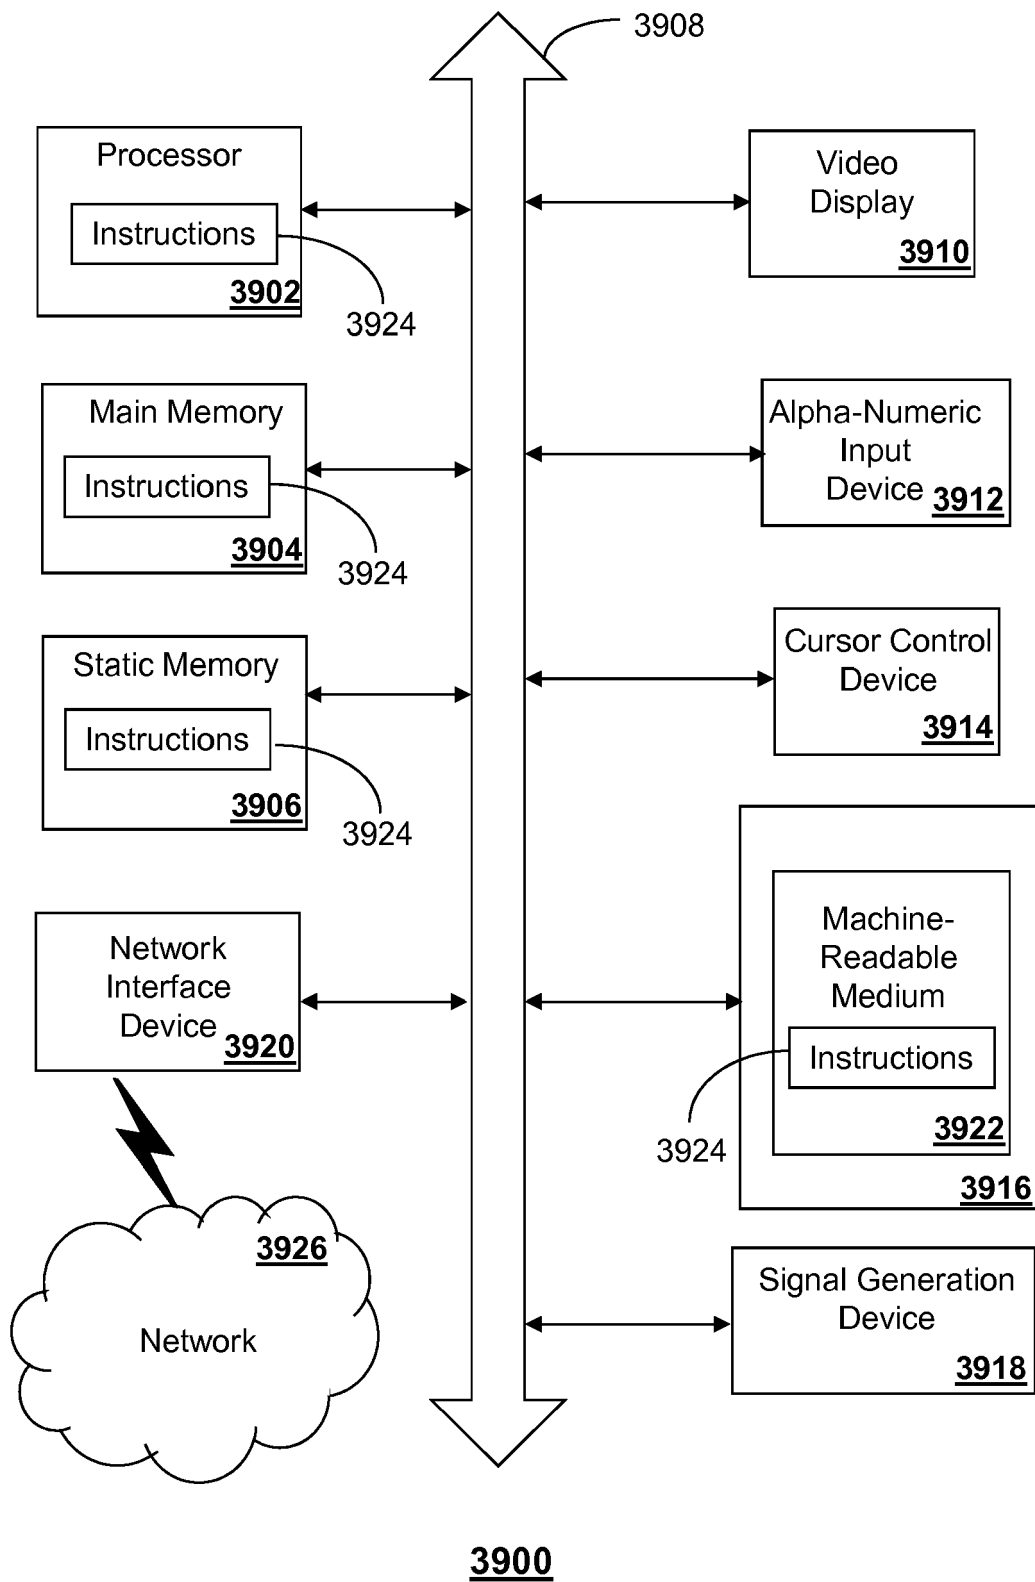 3908
Processor
Instructions
3902
3924
Main Memory
Instructions
3904
3924
Static Memory
Instructions
3906
3924
Network
Interface
Device
3920
3926
Network
Video
Display
3910
Alpha-Numeric
Input
Device
3912
Cursor Control
Device
3914
Machine-
Readable
Medium
Instructions
3924
3922
3916
Signal Generation
Device
3918
3900